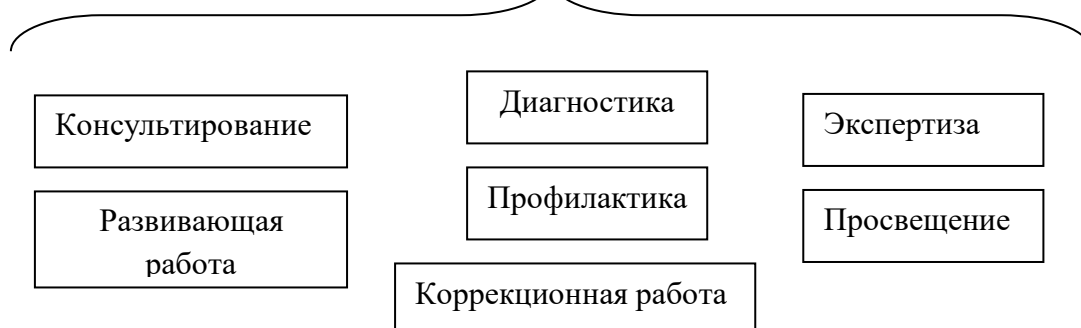 Консультирование
Диагностика
Экспертиза
Развивающая
работа
Профилактика
Просвещение
Коррекционная работа